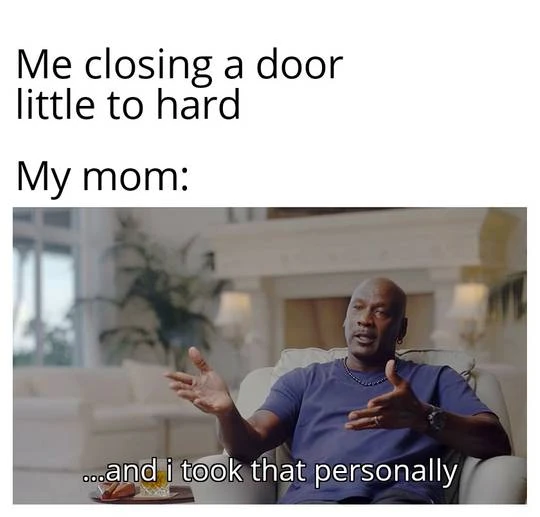 Me closing a door
little to hard
My mom:
...and i took that personally